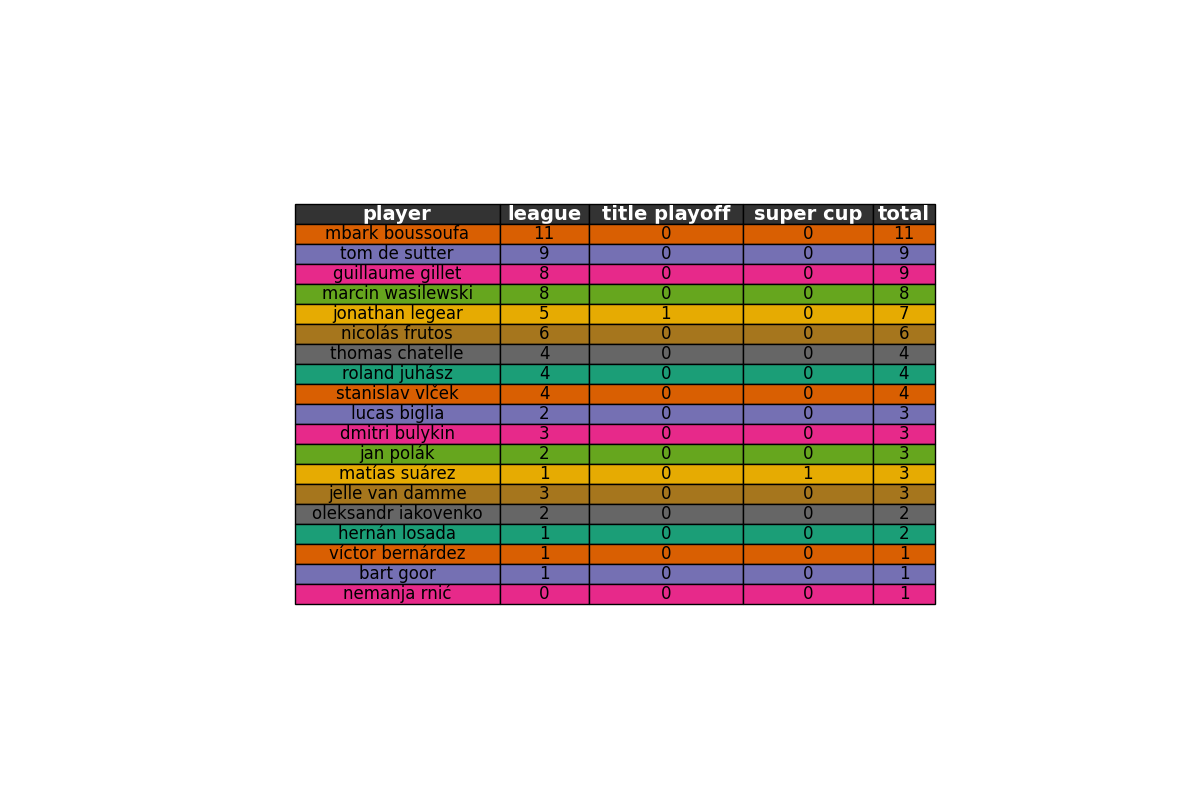 player league title playoff super cup total
mbark boussoufa 11 0 0 11
tom de sutter 9 0 0 9
guillaume gillet 8 0 0 9
marcin wasilewski 8 0 0 8
jonathan legear 5 1 0 7
nicolás frutos 6 0 0 6
thomas chatelle 4 0 0 4
roland juhász 4 0 0 4
stanislav vlček 4 0 0 4
lucas biglia 2 0 0 3
dmitri bulykin 3 0 0 3
jan polák 2 0 0 3
matías suárez 1 0 1 3
jelle van damme 3 0 0 3
oleksandr iakovenko 2 0 0 2
hernán losada 1 0 0 2
víctor bernárdez 1 0 0 1
bart goor 1 0 0 1
nemanja rnić 0 0 0 1